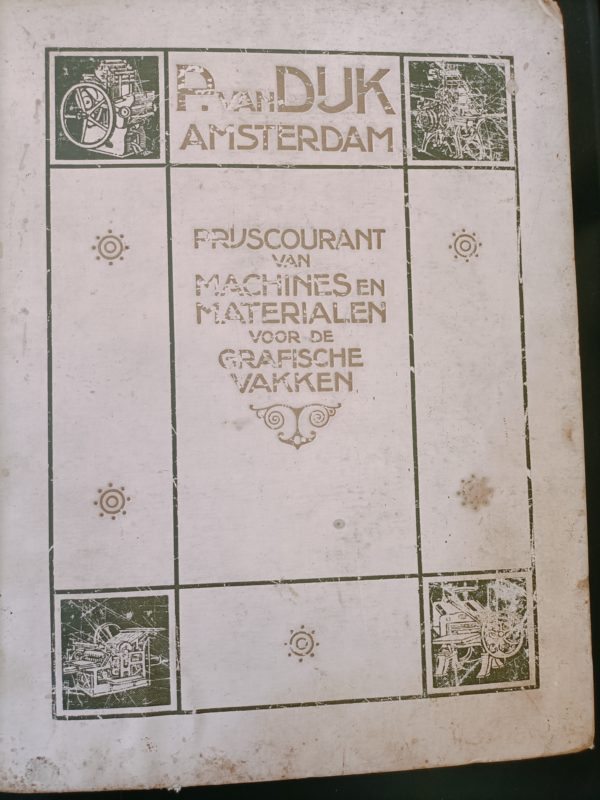 P. VAN DIJK
AMSTERDAM
PRIJSCOURANT
VAN
MACHINES EN
MATERIALEN
VOOR DE
GRAFISCHE
VAKKEN